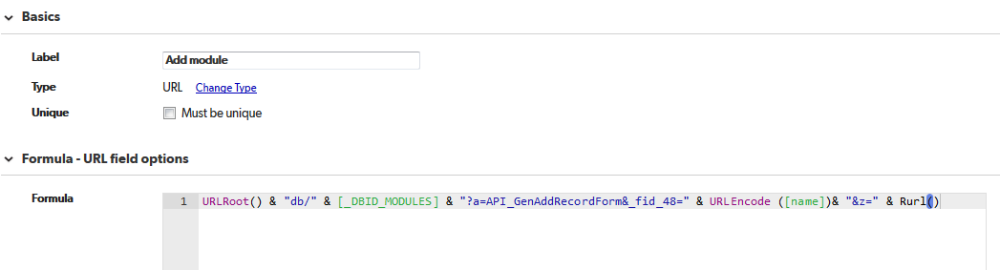 Basics
Label Add module
Type URL Change Type
Unique Must be unique
Formula - URL field options
Formula 1 URLRoot() & "db/" & [_DBID_MODULES] & "?a=API_GenAddRecordForm&_fid_48=" & URLEncode ([name])& "&z=" & Rurl()